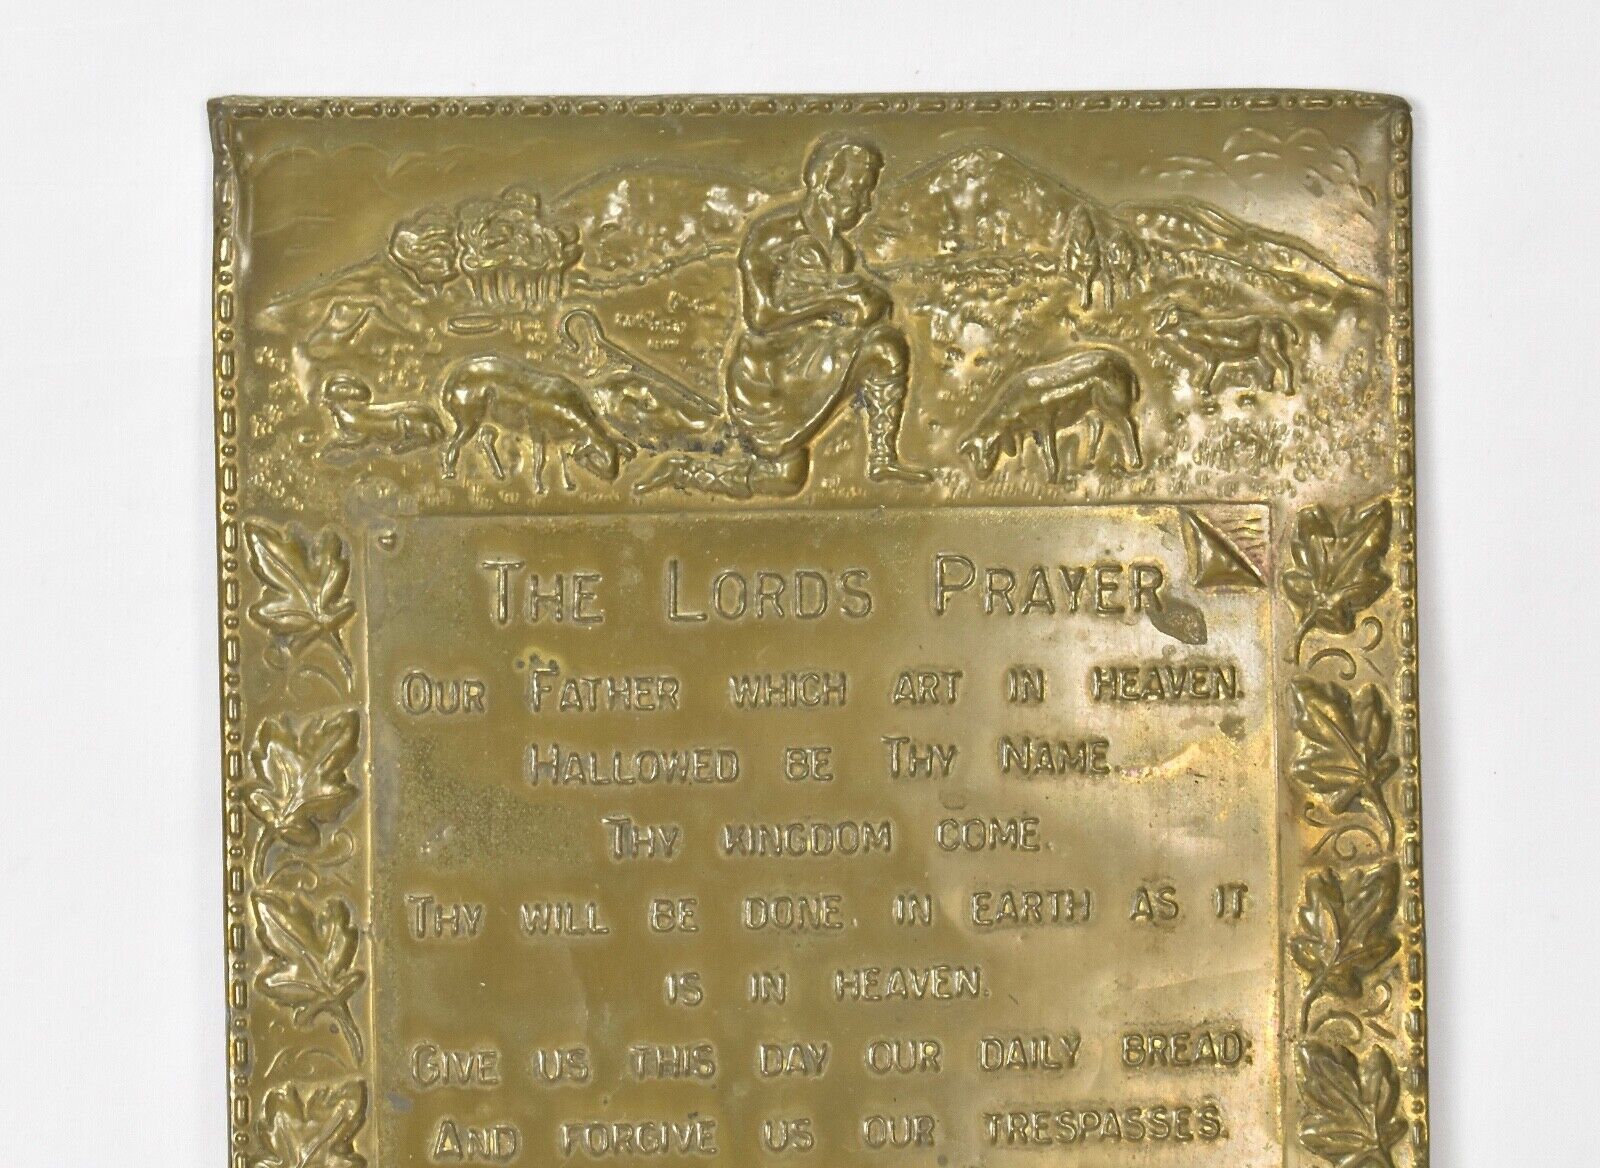 THE LORDS PRAYER
OUR FATHER WHICH ART IN HEAVEN.
HALLOWED BE THY NAME.
THY KINGDOM COME.
THY WILL BE DONE. IN EARTH AS IT
IS IN HEAVEN.
GIVE US THIS DAY OUR DAILY BREAD:
AND FORGIVE US OUR TRESPASSES.